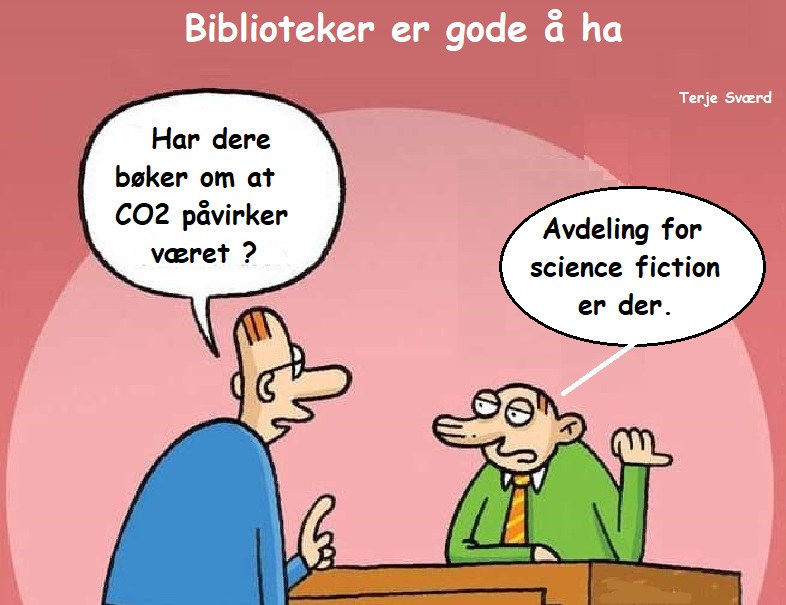 Biblioteker er gode å ha
Terje Sværd
Har dere
bøker om at
CO2 påvirker
været ?
Avdeling for
science fiction
er der.